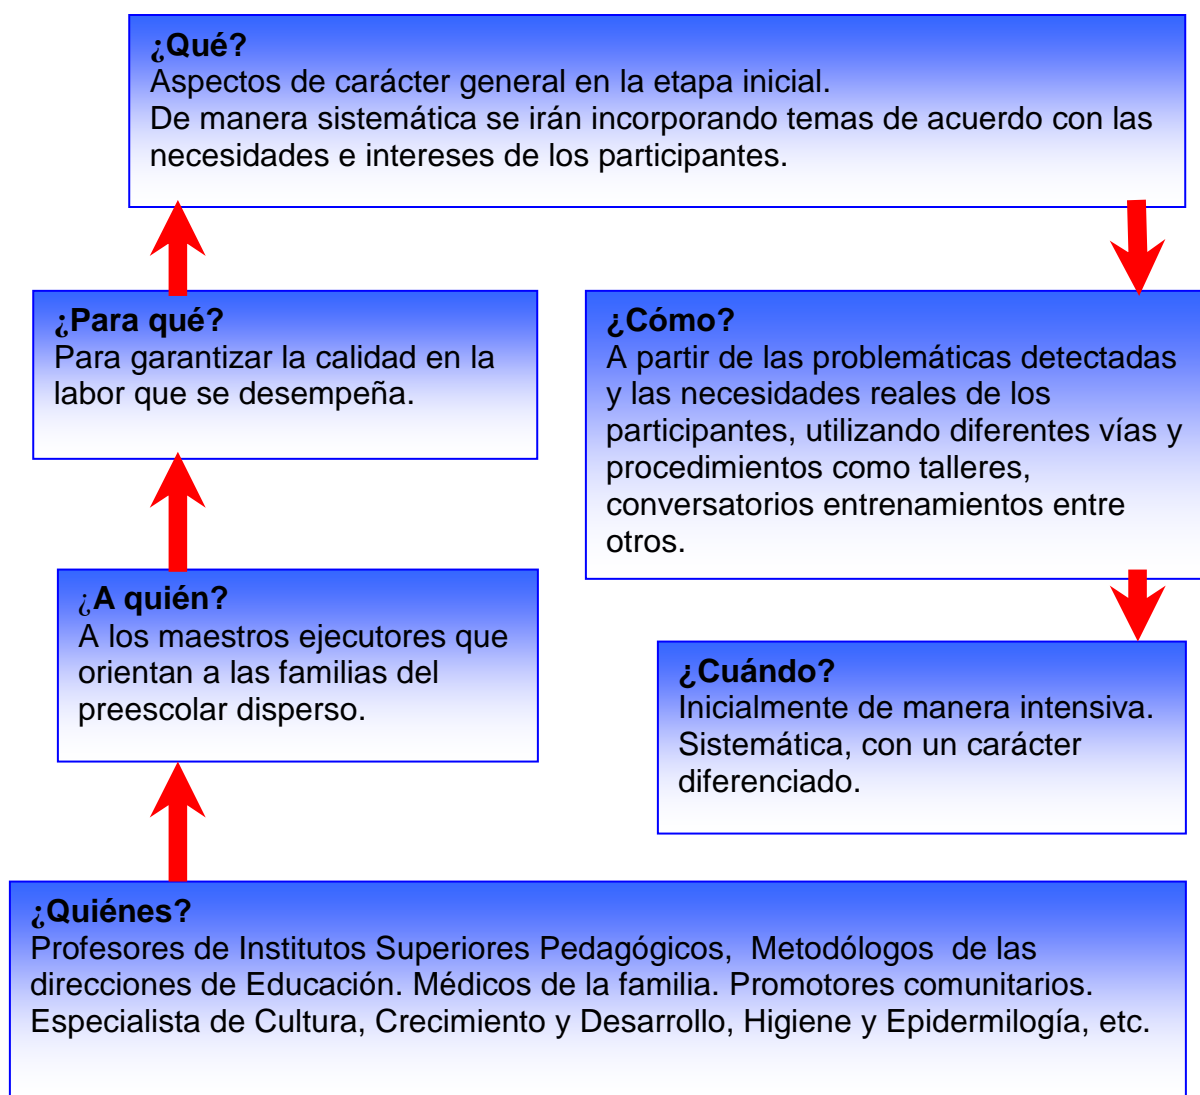 ¿Qué?
Aspectos de carácter general en la etapa inicial.
De manera sistemática se irán incorporando temas de acuerdo con las
necesidades e intereses de los participantes.
¿Para qué?
Para garantizar la calidad en la
labor que se desempeña.
¿Cómo?
A partir de las problemáticas detectadas
y las necesidades reales de los
participantes, utilizando diferentes vías y
procedimientos como talleres,
conversatorios entrenamientos entre
otros.
¿A quién?
A los maestros ejecutores que
orientan a las familias del
preescolar disperso.
¿Cuándo?
Inicialmente de manera intensiva.
Sistemática, con un carácter
diferenciado.
¿Quiénes?
Profesores de Institutos Superiores Pedagógicos, Metodólogos de las
direcciones de Educación. Médicos de la familia. Promotores comunitarios.
Especialista de Cultura, Crecimiento y Desarrollo, Higiene y Epidermilogía, etc.